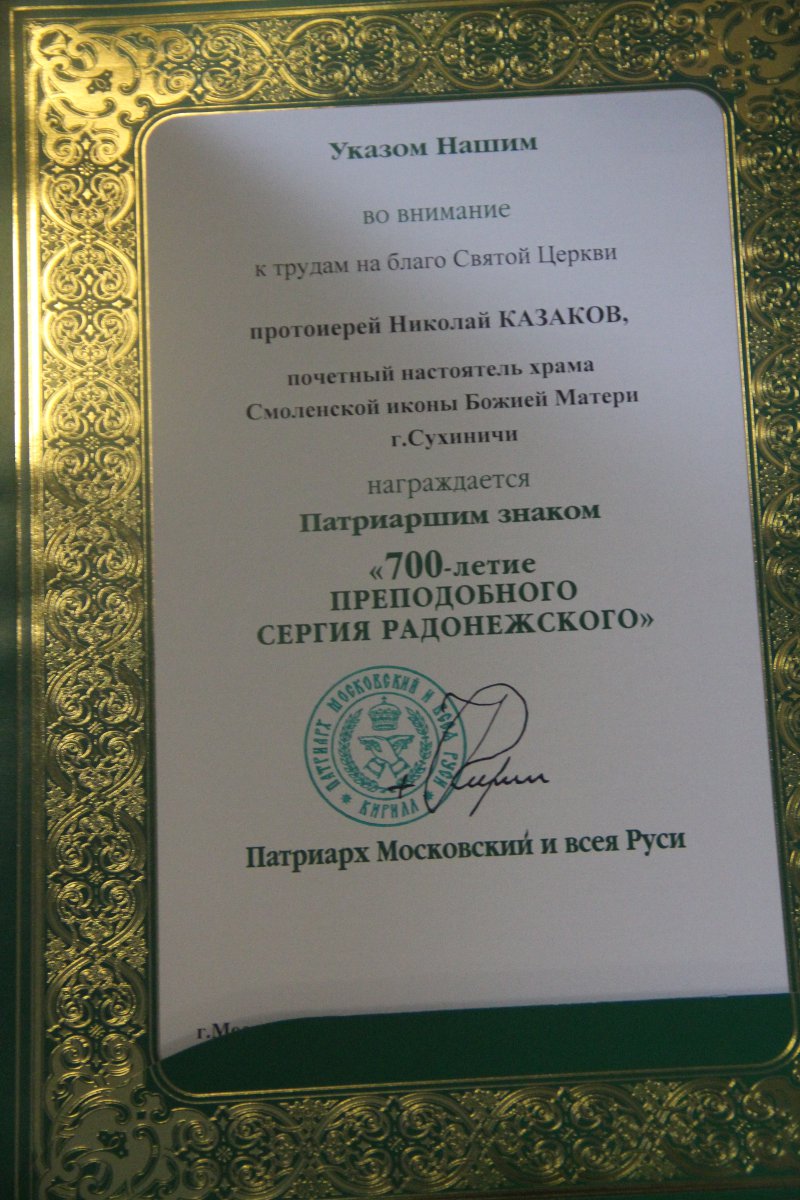 Указом Нашим
во внимание
к трудам на благо Святой Церкви
протоиерей Николай КАЗАКОВ,
почетный настоятель храма
Смоленской иконы Божией Матери
г.Сухиничи
награждается
Патриаршим знаком
«700-летие
ПРЕПОДОБНОГО
СЕРГИЯ РАДОНЕЖСКОГО»
ПАТРИАРХ МОСКОВСКИЙ И ВСЕЯ РУСИ
КИРИЛЛ
Патриарх Московский и всея Руси